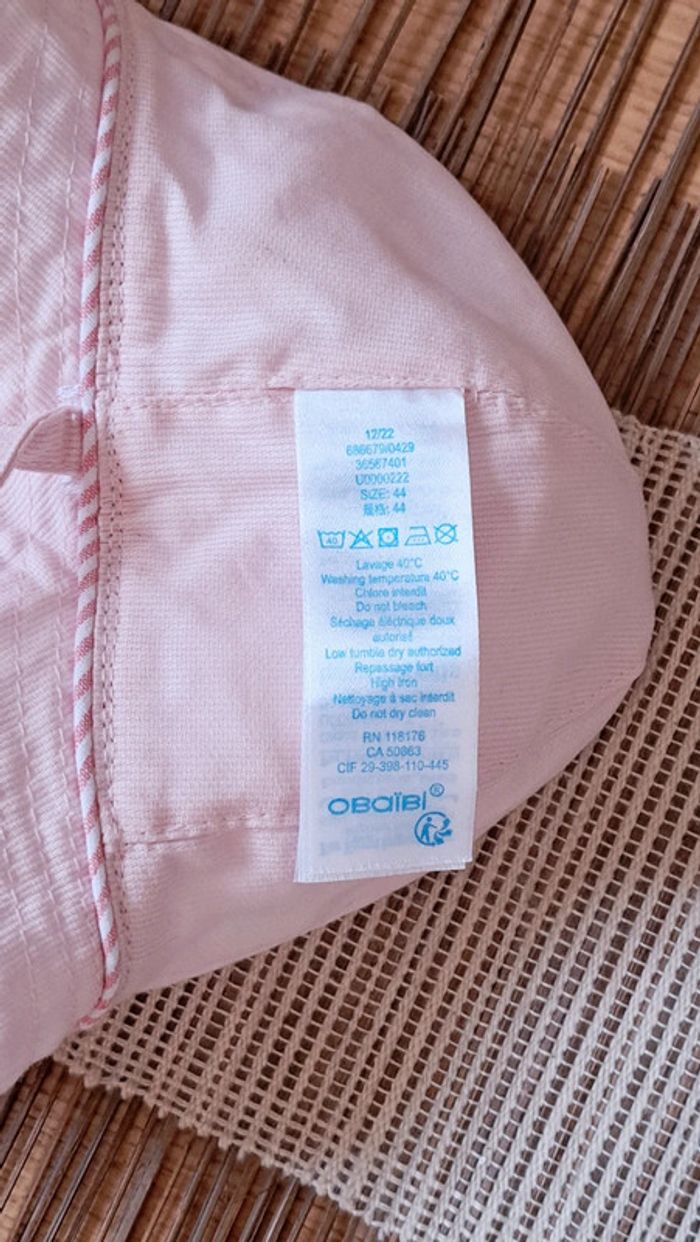 12/22
686679/0429
36567401
U0000222
SIZE: 44
规格: 44
40
Lavage 40°C
Washing temperature 40°C
Chlore interdit
Do not bleach
Séchage électrique doux
autorisé
Low tumble dry authorized
Repassage fort
High iron
Nettoyage à sec interdit
Do not dry clean
RN 118176
CA 50863
CIF 29-398-110-445
OBaïBi®